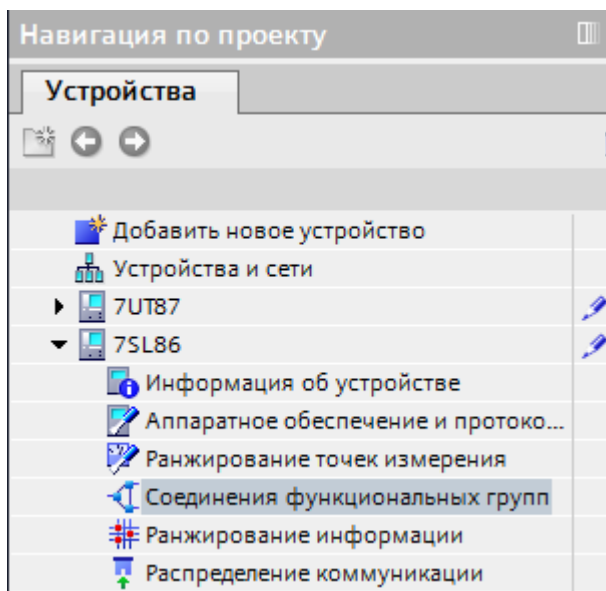 Навигация по проекту
Устройства
Добавить новое устройство
Устройства и сети
7UT87
7SL86
Информация об устройстве
Аппаратное обеспечение и протоко...
Ранжирование точек измерения
Соединения функциональных групп
Ранжирование информации
Распределение коммуникации